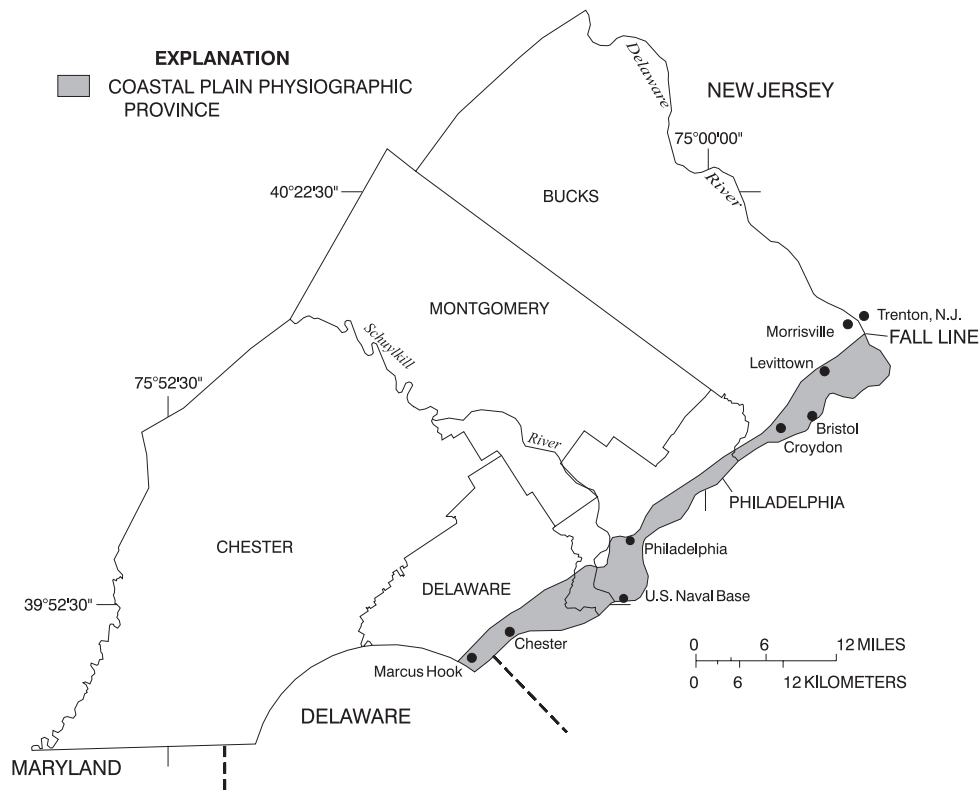 EXPLANATION
COASTAL PLAIN PHYSIOGRAPHIC
PROVINCE
Delaware
River
NEW JERSEY
75°00'00"
40°22'30"
BUCKS
MONTGOMERY
Schuylkill
River
Trenton, N.J.
Morrisville
FALL LINE
Levittown
75°52'30"
Bristol
Croydon
PHILADELPHIA
CHESTER
Philadelphia
DELAWARE
39°52'30"
U.S. Naval Base
Chester
Marcus Hook
0 6 12 MILES
0 6 12 KILOMETERS
DELAWARE
MARYLAND